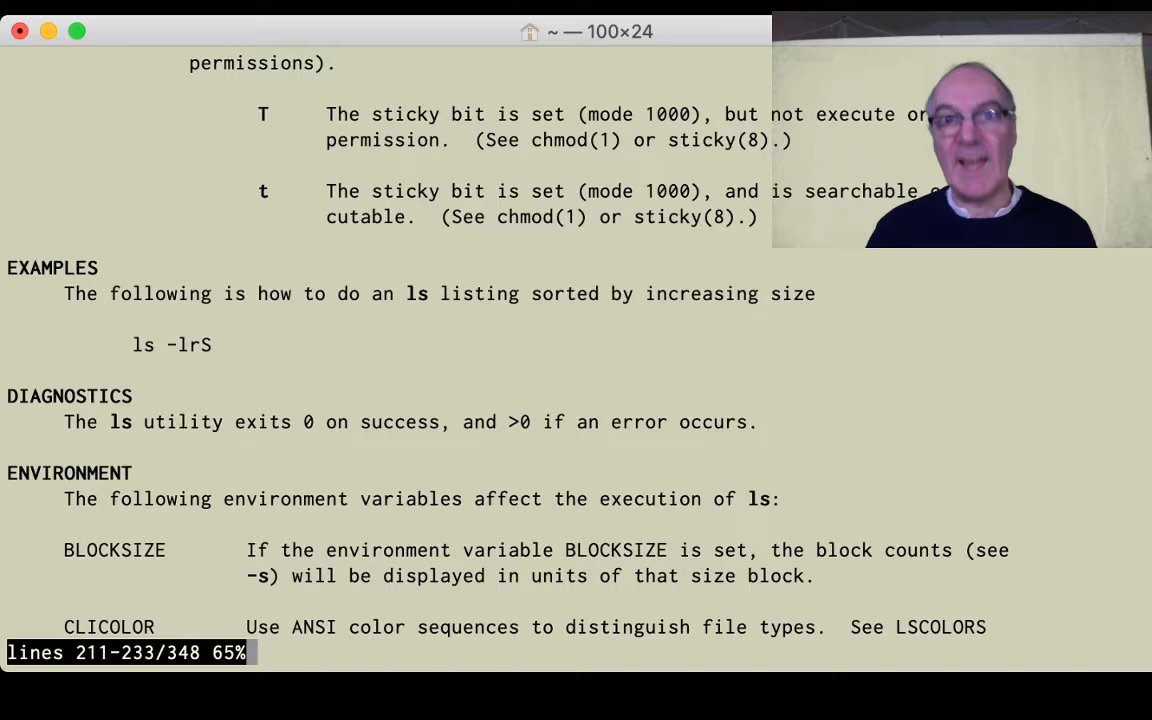 ~ — 100×24
permissions).
T The sticky bit is set (mode 1000), but not execute or
permission. (See chmod(1) or sticky(8).)
t The sticky bit is set (mode 1000), and is searchable
cutable. (See chmod(1) or sticky(8).)
EXAMPLES
The following is how to do an ls listing sorted by increasing size
ls -lrS
DIAGNOSTICS
The ls utility exits 0 on success, and >0 if an error occurs.
ENVIRONMENT
The following environment variables affect the execution of ls:
BLOCKSIZE If the environment variable BLOCKSIZE is set, the block counts (see
-s) will be displayed in units of that size block.
CLICOLOR Use ANSI color sequences to distinguish file types. See LSCOLORS
lines 211-233/348 65%